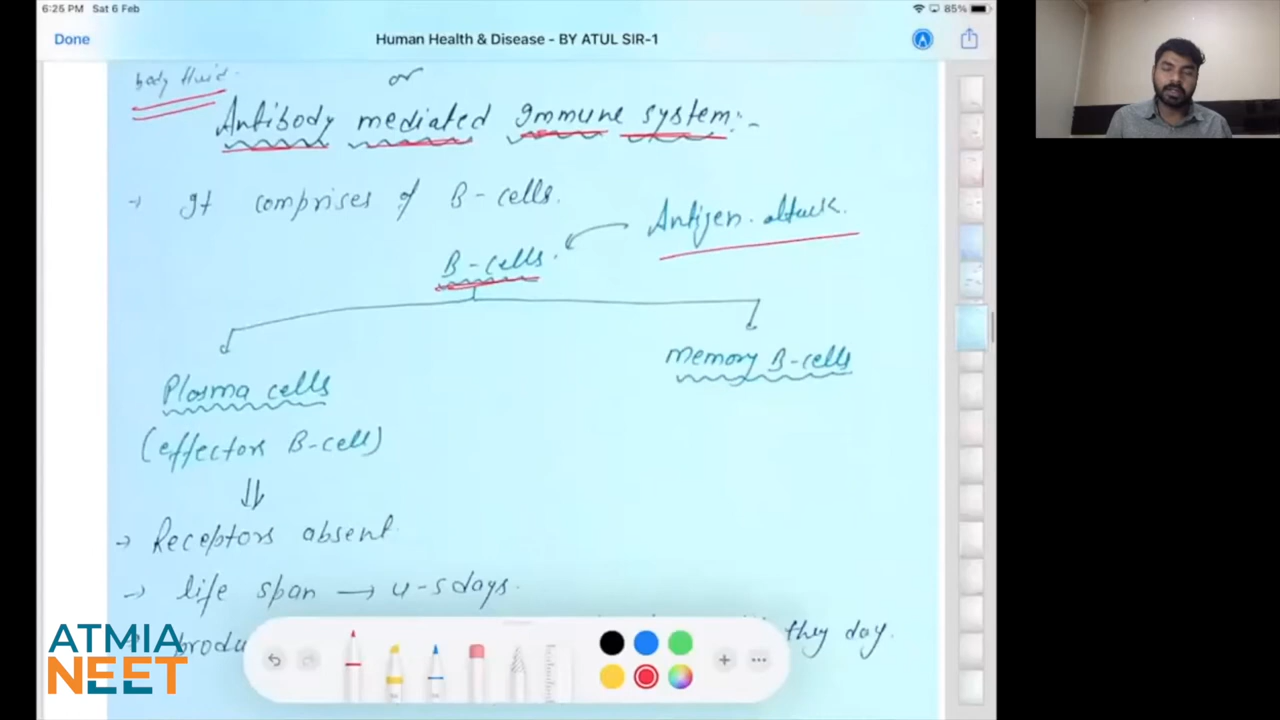 6:25 PM Sat 6 Feb
85%
Done
Human Health & Disease - BY ATUL SIR-1
body fluid.
or
Antibody mediated Immune system:-
→ It comprises of B-cells.
Antigen attack.
B-cells.
Plasma cells
memory B-cells
(effectors B-cell)
→ Receptors absent.
→ life span → 4-5 days.
produ
they day.
ATMIA
NEET